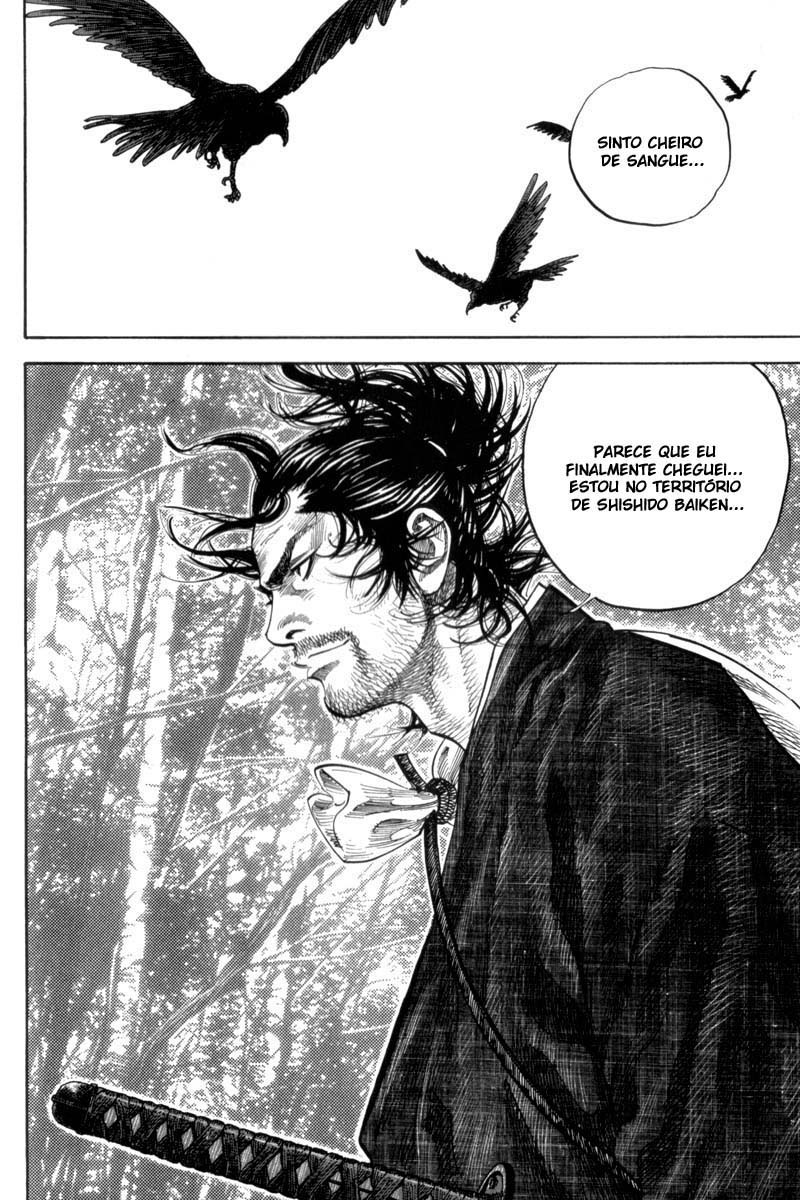 SINTO CHEIRO
DE SANGUE...
PARECE QUE EU
FINALMENTE CHEGUEI...
ESTOU NO TERRITÓRIO
DE SHISHIDO BAIKEN...